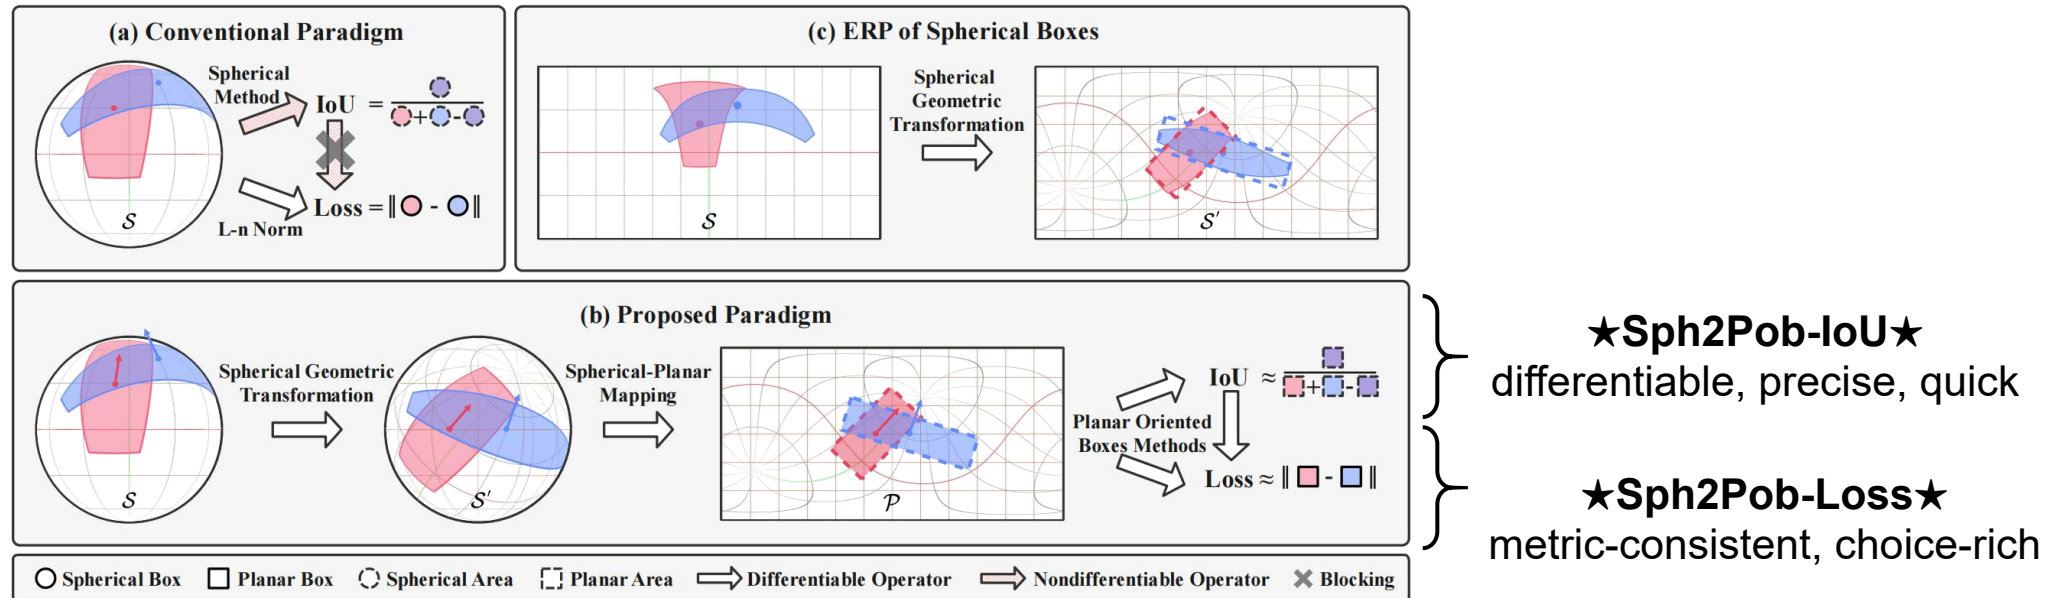 (a) Conventional Paradigm
Spherical
Method
IoU =
+ -
Loss = ‖ - ‖
L-n Norm
S
(c) ERP of Spherical Boxes
S
Spherical
Geometric
Transformation
S′
(b) Proposed Paradigm
S
Spherical Geometric
Transformation
S′
Spherical-Planar
Mapping
P
Planar Oriented
Boxes Methods
IoU ≈
+ -
Loss ≈ ‖ - ‖
★Sph2Pob-IoU★
differentiable, precise, quick
★Sph2Pob-Loss★
metric-consistent, choice-rich
Spherical Box Planar Box Spherical Area Planar Area Differentiable Operator Nondifferentiable Operator Blocking